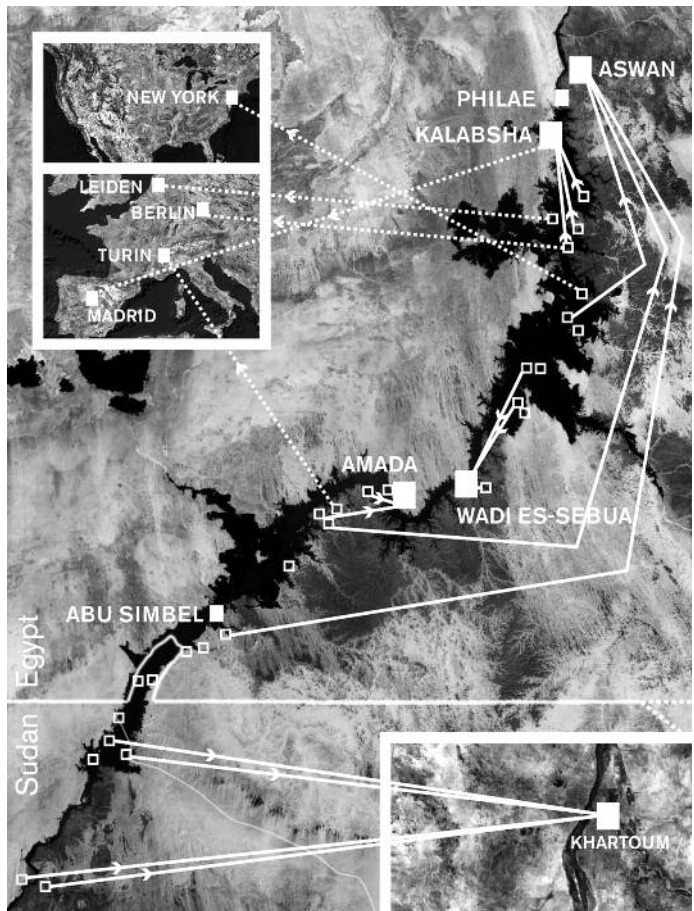 NEW YORK
LEIDEN
BERLIN
TURIN
MADRID
ASWAN
PHILAE
KALABSHA
AMADA
WADI ES-SEBUA
ABU SIMBEL
Egypt
Sudan
KHARTOUM